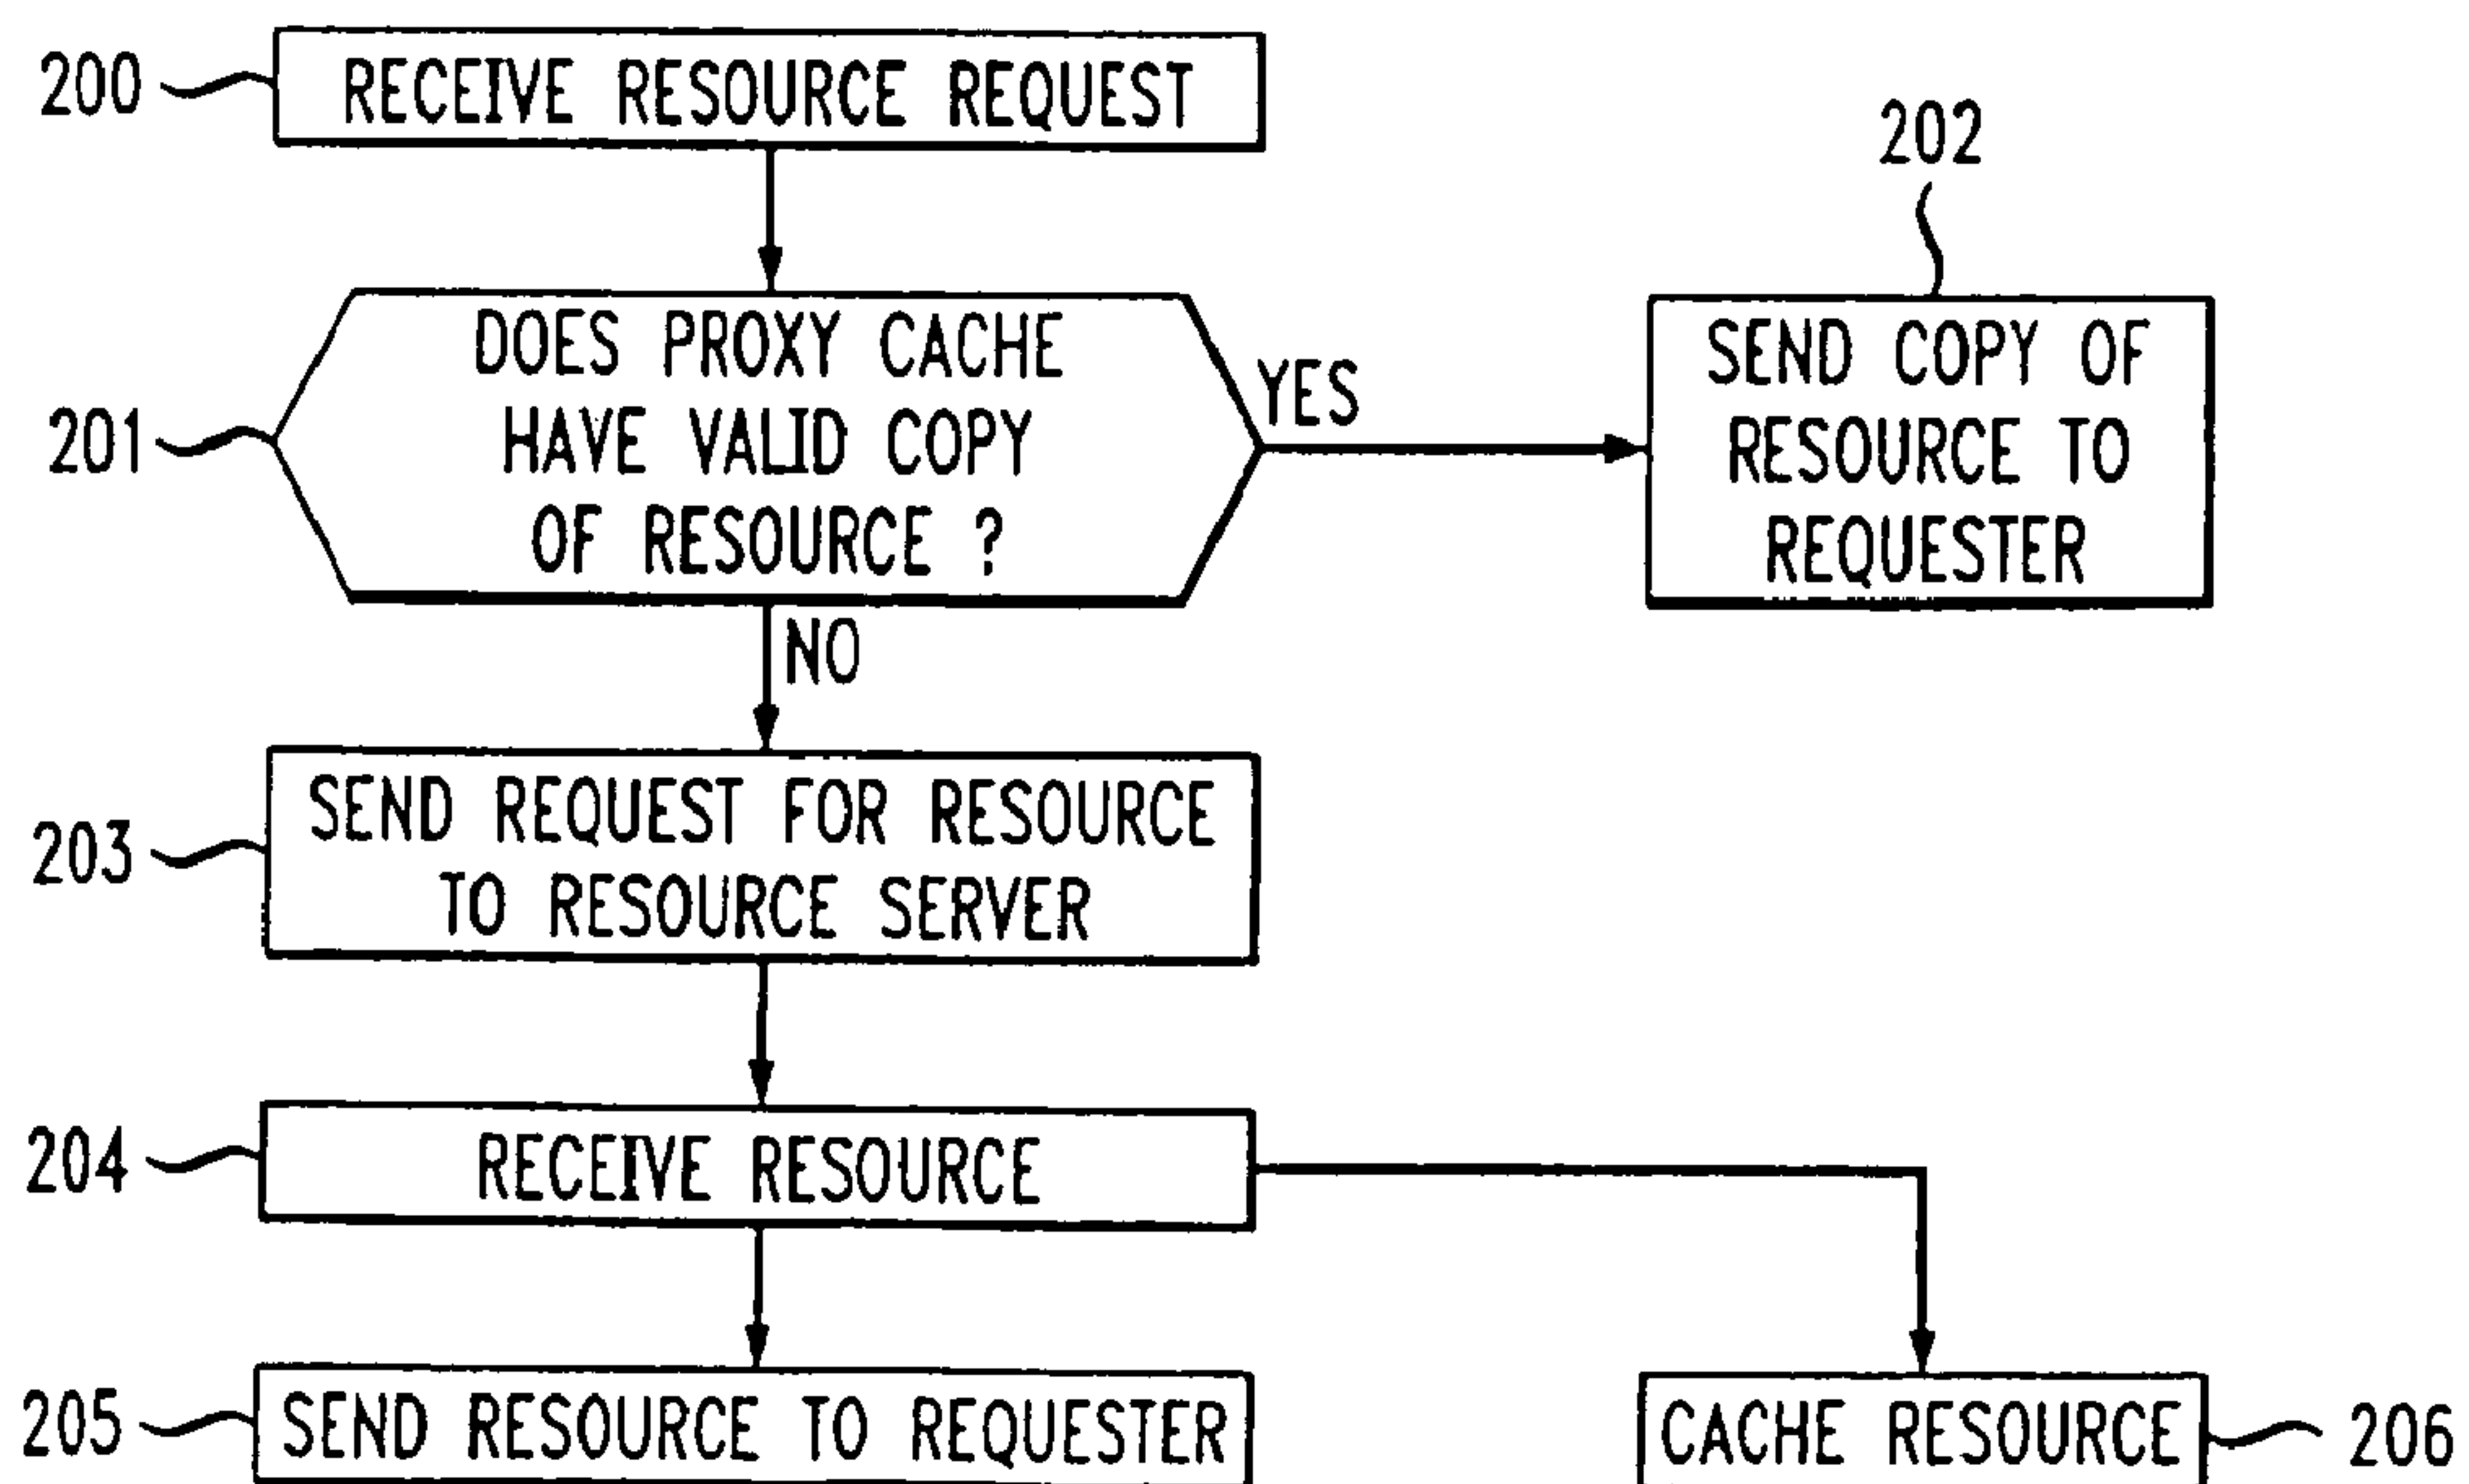 200
RECEIVE RESOURCE REQUEST
202
201
DOES PROXY CACHE
HAVE VALID COPY
OF RESOURCE ?
YES
SEND COPY OF
RESOURCE TO
REQUESTER
NO
203
SEND REQUEST FOR RESOURCE
TO RESOURCE SERVER
204
RECEIVE RESOURCE
205
SEND RESOURCE TO REQUESTER
CACHE RESOURCE
206